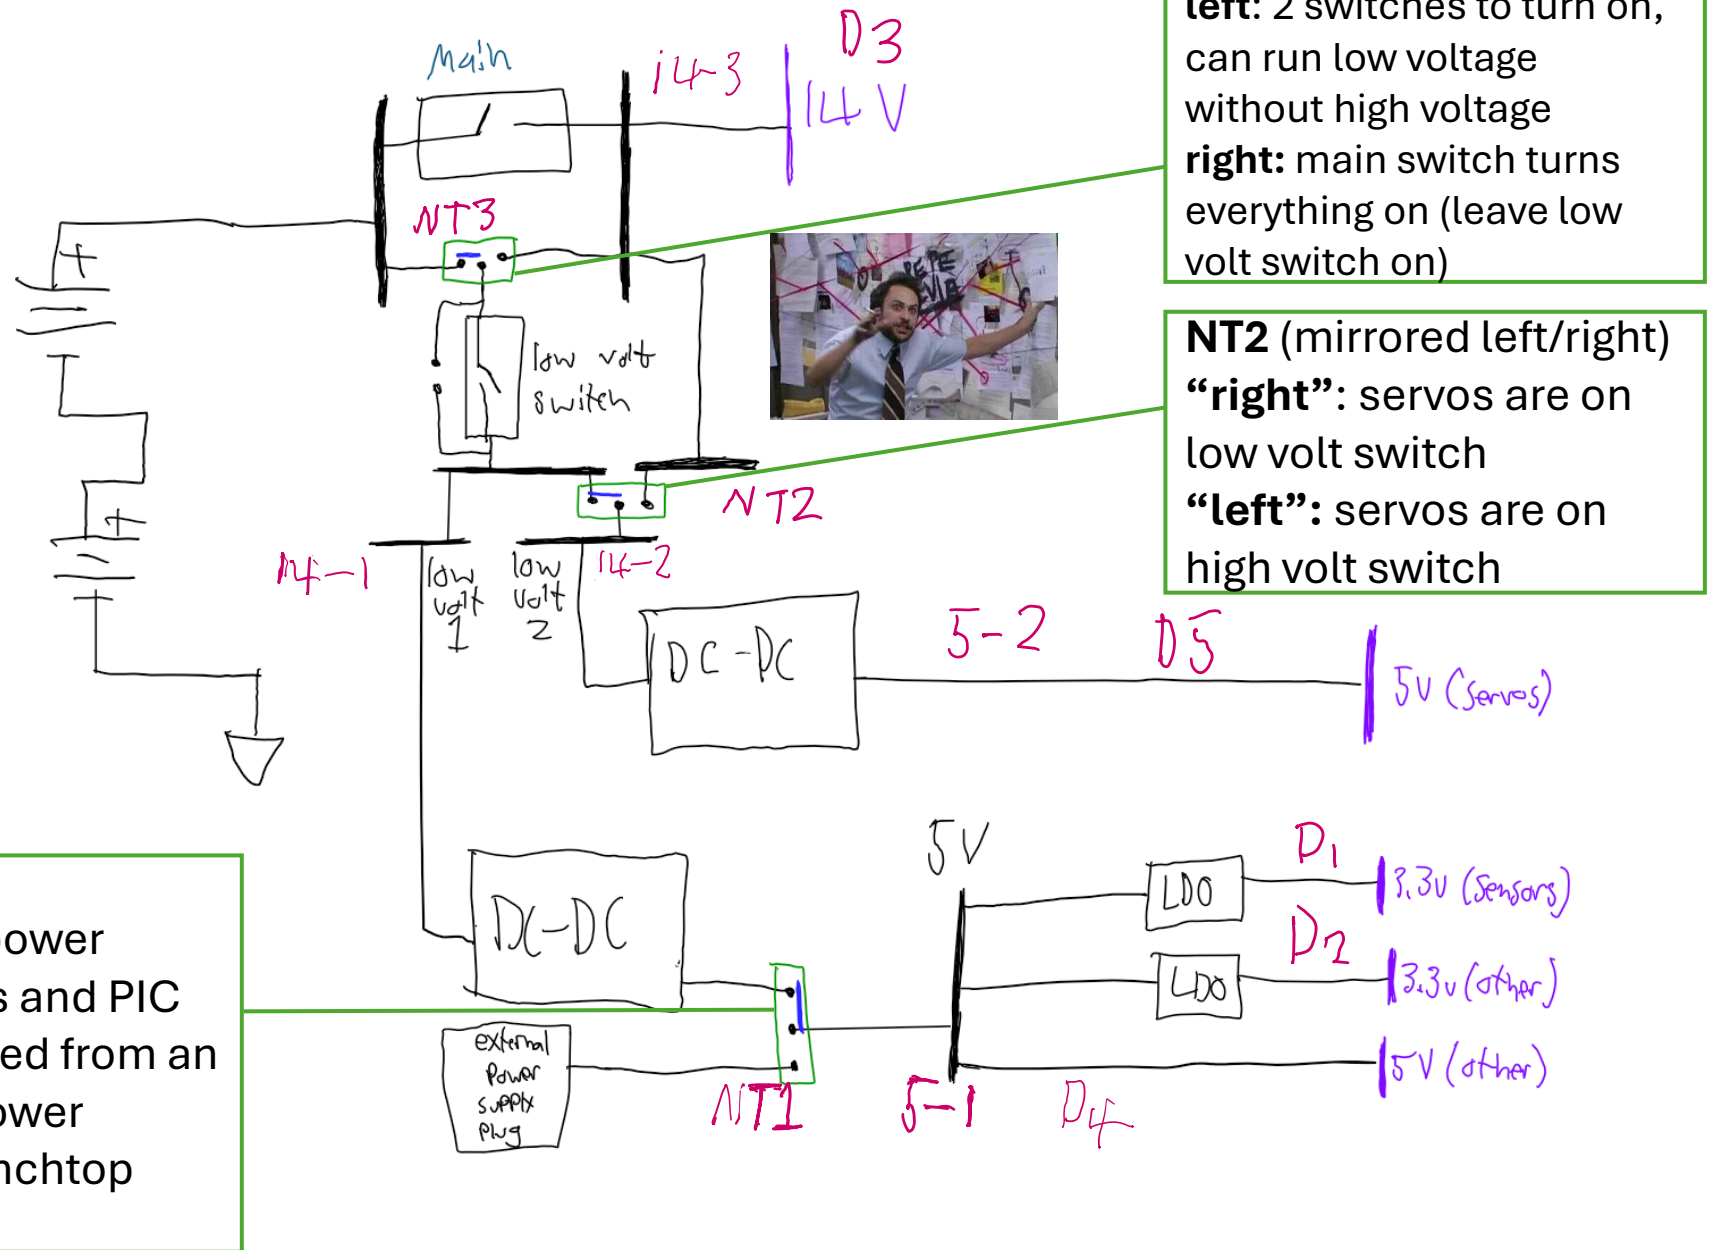 left: 2 switches to turn on,
can run low voltage
without high voltage
right: main switch turns
everything on (leave low
volt switch on)
NT2 (mirrored left/right)
“right”: servos are on
low volt switch
“left”: servos are on
high volt switch
Main
14-3
D3
14 V
NT3
+
low volt
switch
NT2
+
14-1
low
volt
1
low
volt
2
14-2
DC-DC
5-2
D5
5V (servos)
DC-DC
5V
LDO
D1
3.3v (sensors)
LDO
D2
3.3v (other)
5V (other)
external
power
supply
plug
NT1
5-1
D4
power
s and PIC
ed from an
ower
nchtop